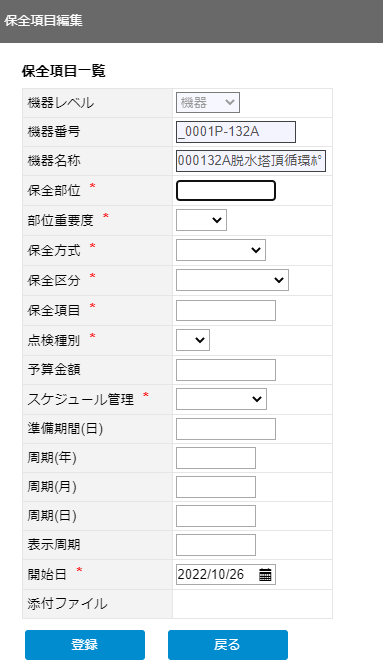 保全項目編集
保全項目一覧
機器レベル 機器
機器番号 _0001P-132A
機器名称 000132A脱水塔頂循環ﾎﾟ
保全部位 *
部位重要度 *
保全方式 *
保全区分 *
保全項目 *
点検種別 *
予算金額
スケジュール管理 *
準備期間(日)
周期(年)
周期(月)
周期(日)
表示周期
開始日 * 2022/10/26
添付ファイル
登録 戻る